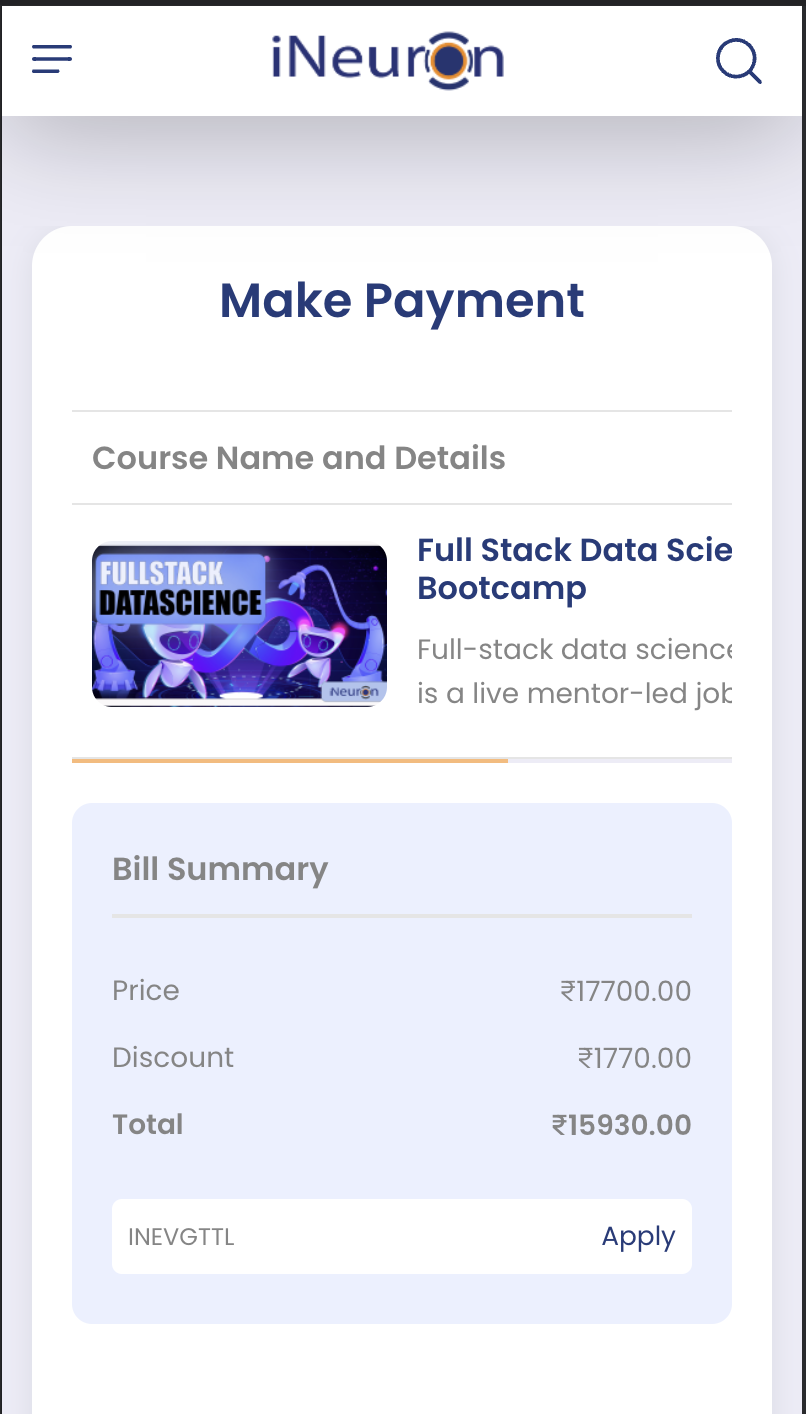 iNeuron
Make Payment
Course Name and Details
FULLSTACK
DATASCIENCE
iNeuron
Full Stack Data Scie
Bootcamp
Full-stack data science
is a live mentor-led job
Bill Summary
Price ₹17700.00
Discount ₹1770.00
Total ₹15930.00
INEVGTTL Apply